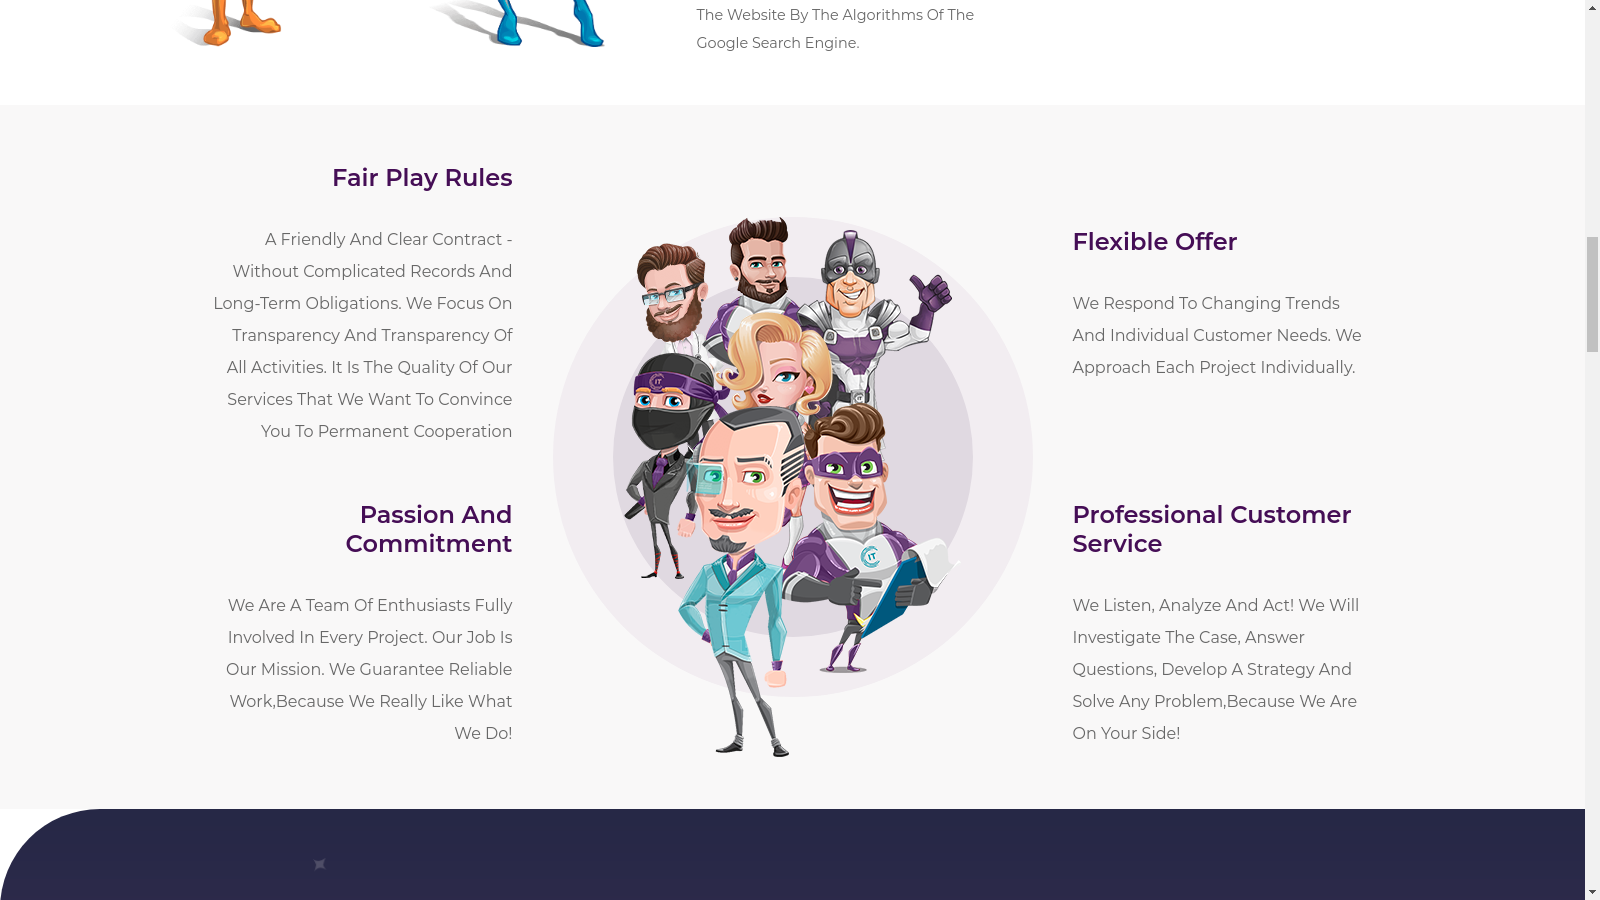 The Website By The Algorithms Of The
Google Search Engine.
Fair Play Rules
A Friendly And Clear Contract -
Without Complicated Records And
Long-Term Obligations. We Focus On
Transparency And Transparency Of
All Activities. It Is The Quality Of Our
Services That We Want To Convince
You To Permanent Cooperation
Passion And
Commitment
We Are A Team Of Enthusiasts Fully
Involved In Every Project. Our Job Is
Our Mission. We Guarantee Reliable
Work,Because We Really Like What
We Do!
IT
IT
Flexible Offer
We Respond To Changing Trends
And Individual Customer Needs. We
Approach Each Project Individually.
Professional Customer
Service
We Listen, Analyze And Act! We Will
Investigate The Case, Answer
Questions, Develop A Strategy And
Solve Any Problem,Because We Are
On Your Side!